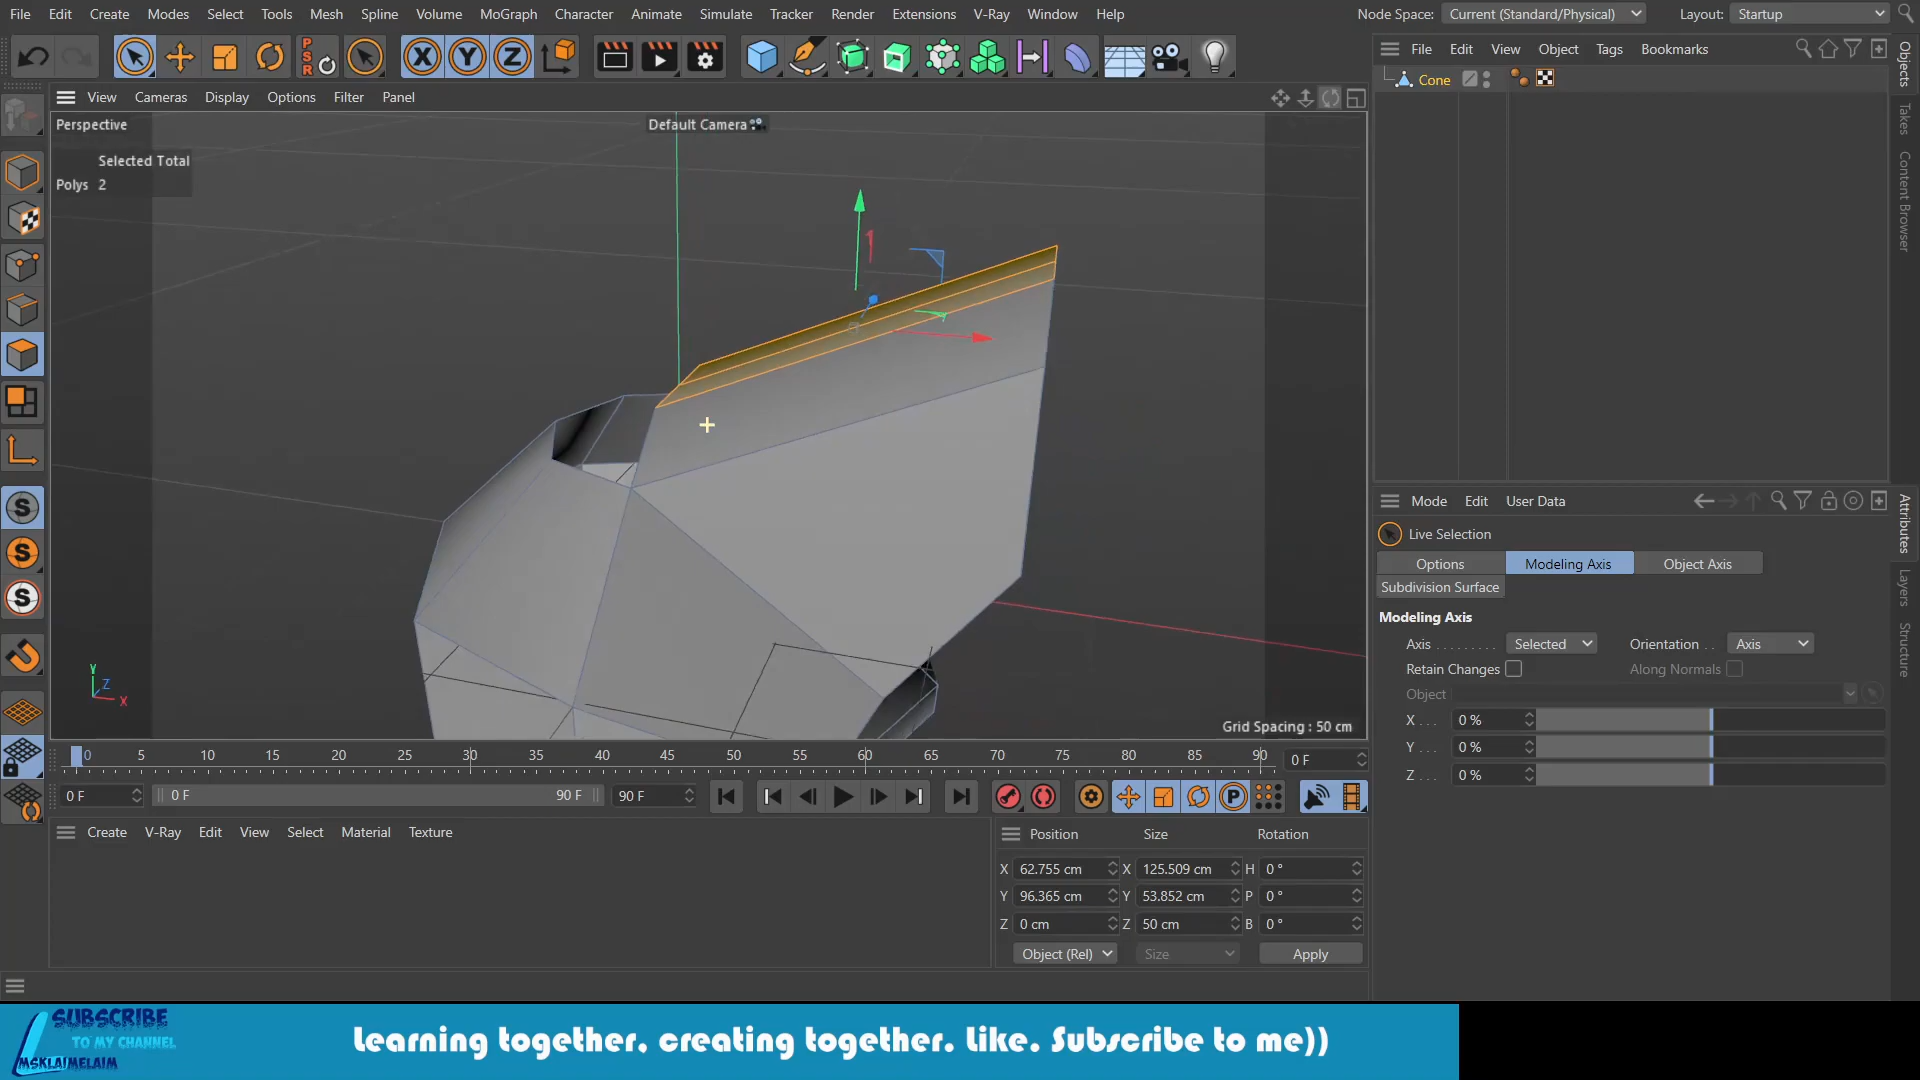 File Edit Create Modes Select Tools Mesh Spline Volume MoGraph Character Animate Simulate Tracker Render Extensions V-Ray Window Help Node Space: Current (Standard/Physical) Layout: Startup
PSR X Y Z
File Edit View Object Tags Bookmarks
Cone
View Cameras Display Options Filter Panel
Perspective
Default Camera
Selected Total
Polys 2
Y
Z
X
Grid Spacing : 50 cm
Objects
Takes
Content Browser
Mode Edit User Data
Live Selection
Options Modeling Axis Object Axis
Subdivision Surface
Modeling Axis
Axis Selected Orientation Axis
Retain Changes Along Normals
Object
X 0 %
Y 0 %
Z 0 %
Attributes
Layers
Structure
0 5 10 15 20 25 30 35 40 45 50 55 60 65 70 75 80 85 90 0 F
0 F 0 F 90 F 90 F
Create V-Ray Edit View Select Material Texture
Position Size Rotation
X 62.755 cm X 125.509 cm H 0 °
Y 96.365 cm Y 53.852 cm P 0 °
Z 0 cm Z 50 cm B 0 °
Object (Rel) Size Apply
SUBSCRIBE
TO MY CHANNEL
MSKLAIMELAIM
Learning together, creating together. Like. Subscribe to me))